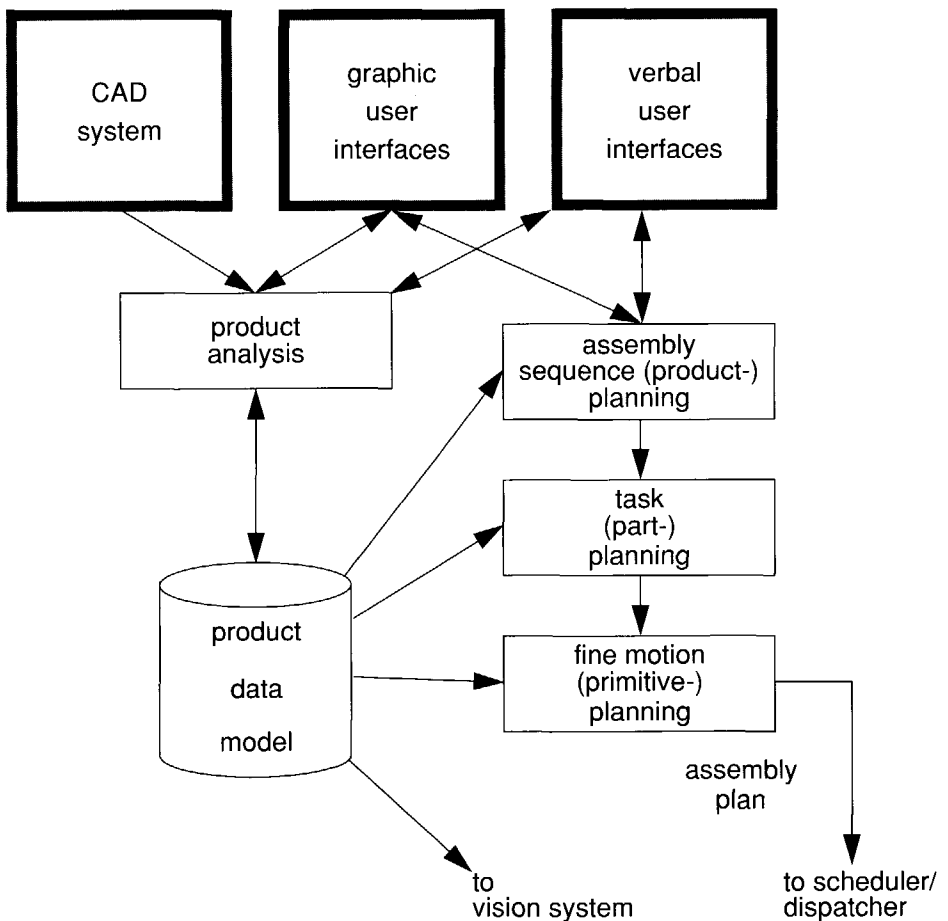 CAD
system
graphic
user
interfaces
verbal
user
interfaces
product
analysis
assembly
sequence (product-)
planning
task
(part-)
planning
product
data
model
fine motion
(primitive-)
planning
assembly
plan
to
vision system
to scheduler/
dispatcher